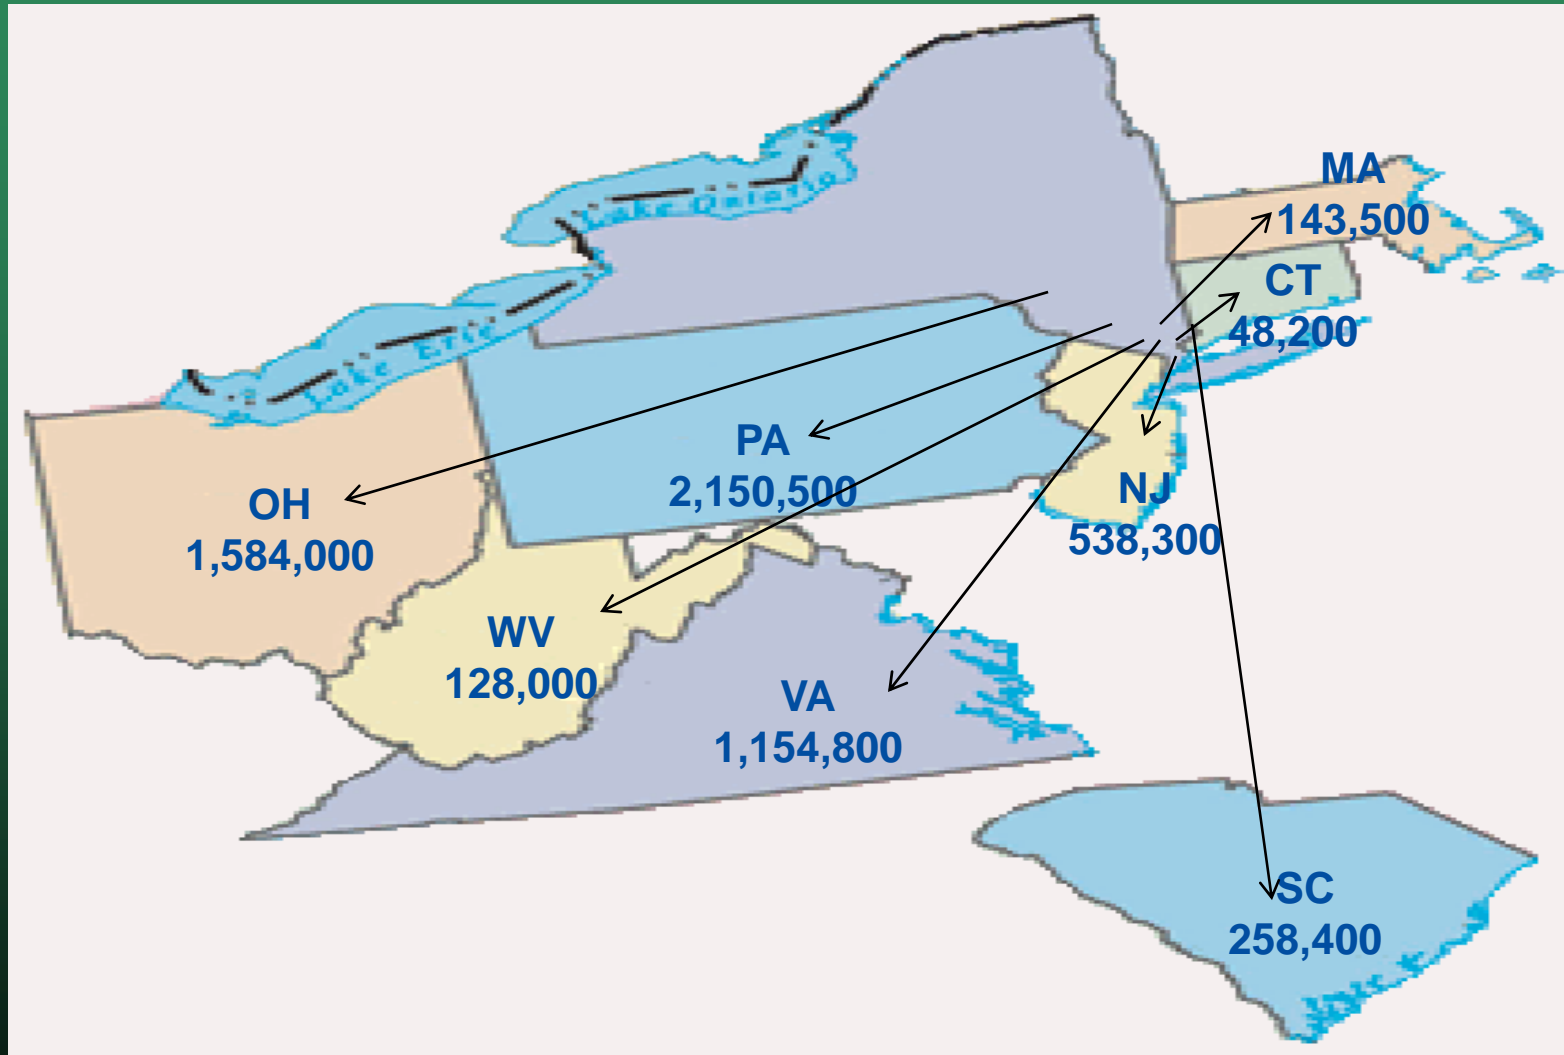 Lake Ontario
MA
143,500
CT
48,200
Lake Erie
PA
2,150,500
NJ
538,300
OH
1,584,000
WV
128,000
VA
1,154,800
SC
258,400